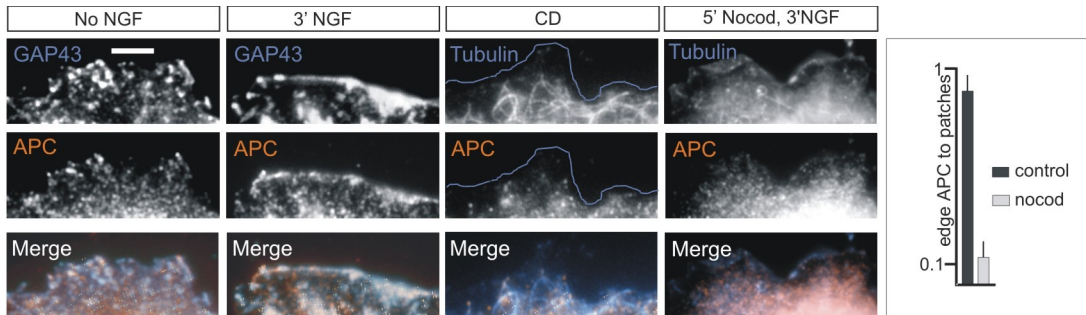 No NGF
3' NGF
CD
5' Nocod, 3'NGF
GAP43
GAP43
Tubulin
Tubulin
APC
APC
APC
APC
Merge
Merge
Merge
Merge
edge APC to patches
1
0.1
control
nocod